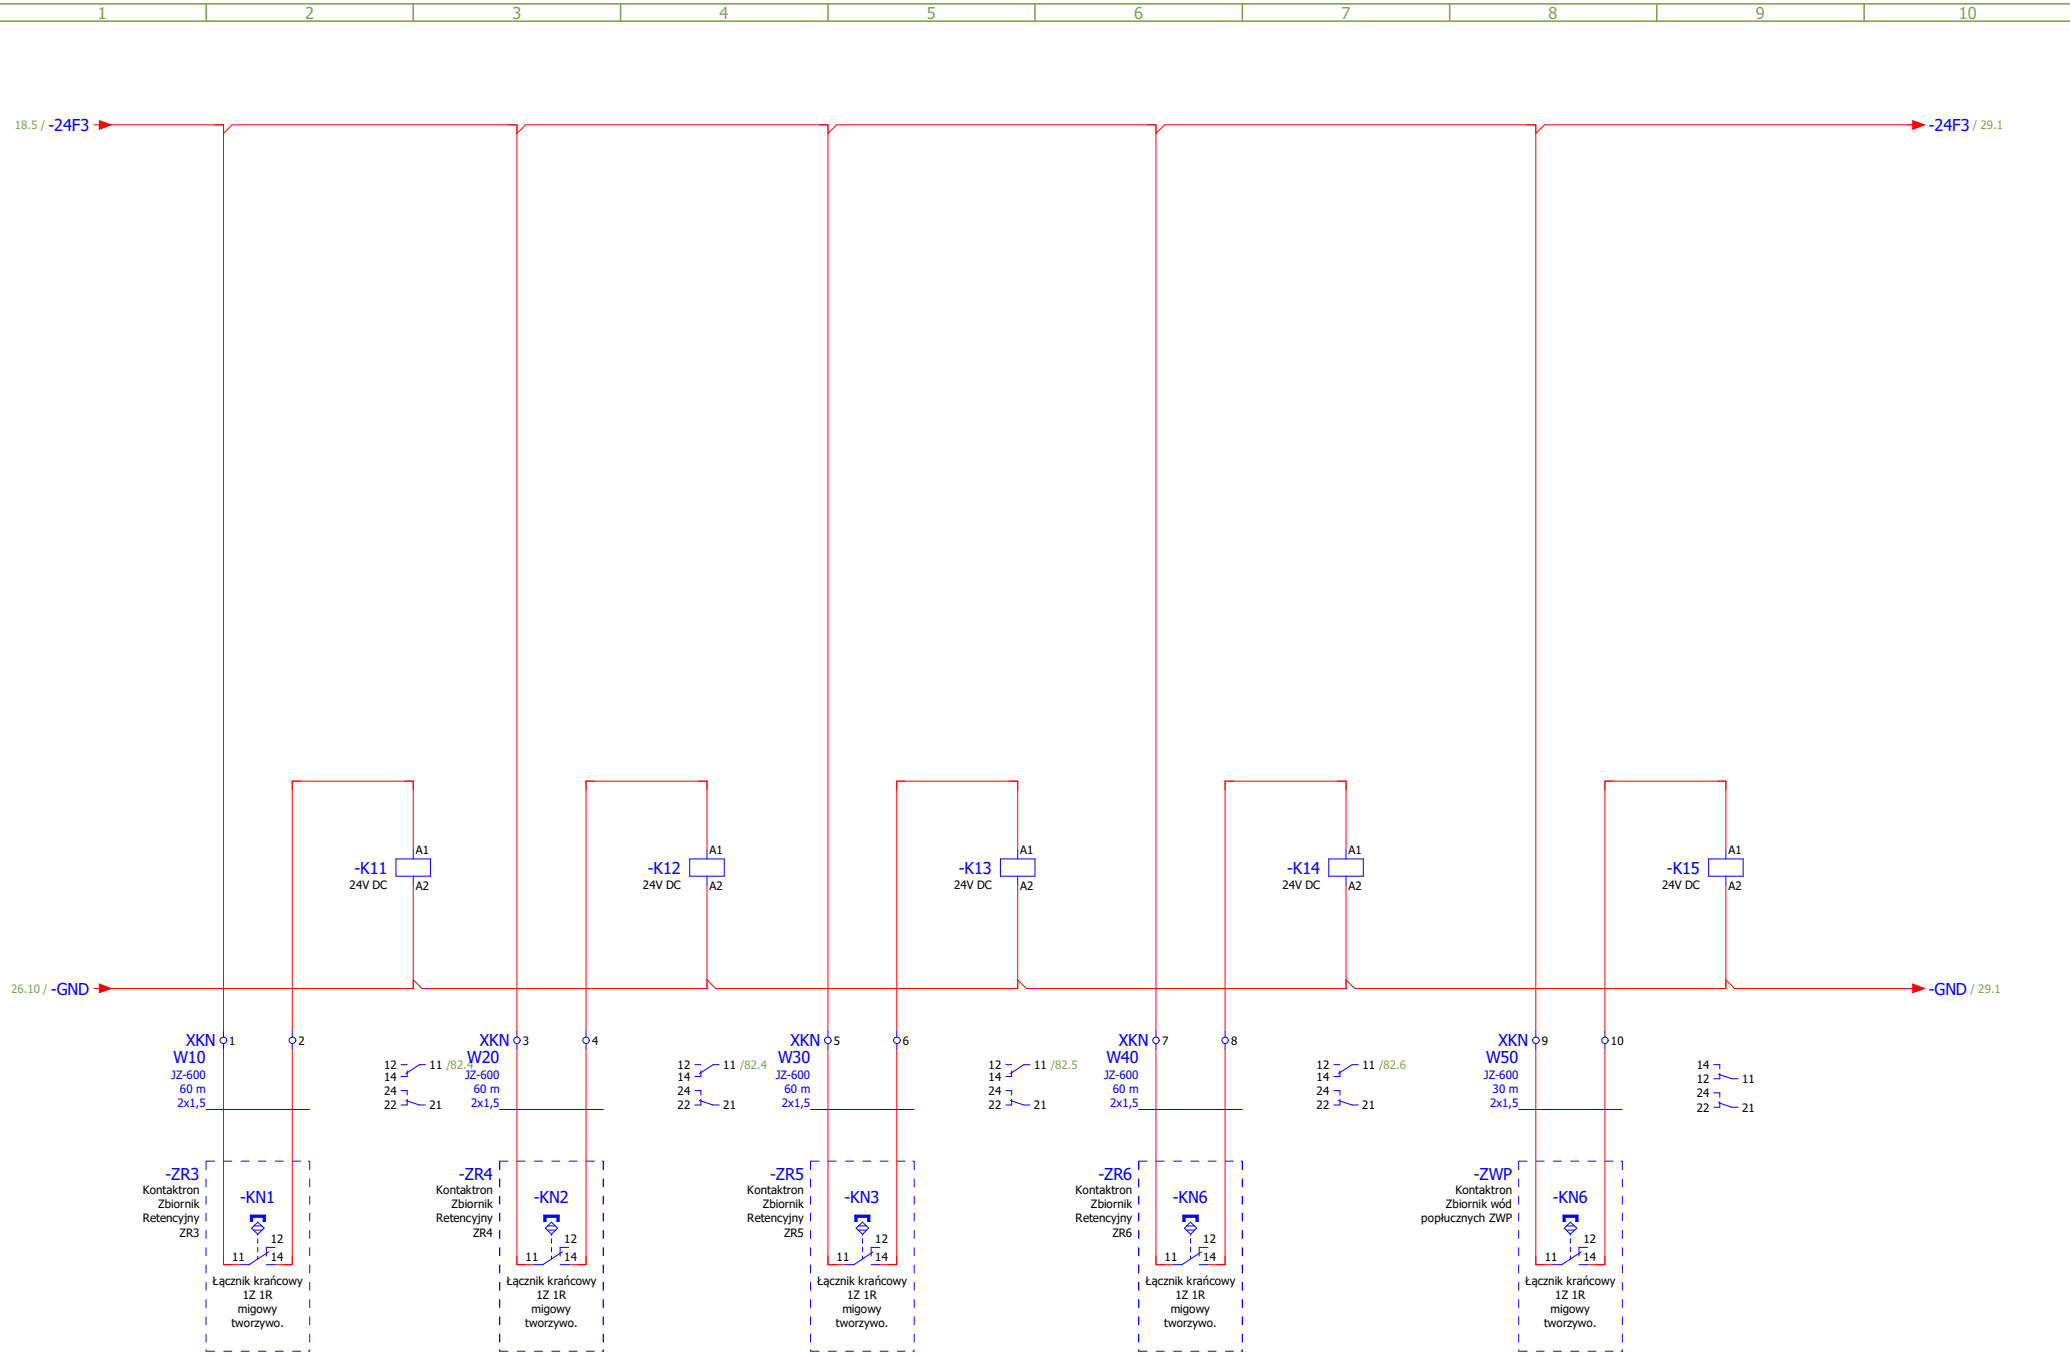 1 2 3 4 5 6 7 8 9 10
18.5 / -24F3
-24F3 / 29.1
-K11
24V DC
A1
A2
-K12
24V DC
A1
A2
-K13
24V DC
A1
A2
-K14
24V DC
A1
A2
-K15
24V DC
A1
A2
26.10 / -GND
-GND / 29.1
XKN 1 2
W10
JZ-600
60 m
2x1,5
12 11 /82.4
14
24
22 21
XKN 3 4
W20
JZ-600
60 m
2x1,5
12 11 /82.4
14
24
22 21
XKN 5 6
W30
JZ-600
60 m
2x1,5
12 11 /82.5
14
24
22 21
XKN 7 8
W40
JZ-600
60 m
2x1,5
12 11 /82.6
14
24
22 21
XKN 9 10
W50
JZ-600
30 m
2x1,5
14
12 11
24
22 21
-ZR3
Kontaktron
Zbiornik
Retencyjny
ZR3
-KN1
12
11 14
Łącznik krańcowy
1Z 1R
migowy
tworzywo.
-ZR4
Kontaktron
Zbiornik
Retencyjny
ZR4
-KN2
12
11 14
Łącznik krańcowy
1Z 1R
migowy
tworzywo.
-ZR5
Kontaktron
Zbiornik
Retencyjny
ZR5
-KN3
12
11 14
Łącznik krańcowy
1Z 1R
migowy
tworzywo.
-ZR6
Kontaktron
Zbiornik
Retencyjny
ZR6
-KN6
12
11 14
Łącznik krańcowy
1Z 1R
migowy
tworzywo.
-ZWP
Kontaktron
Zbiornik wód
popłucznych ZWP
-KN6
12
11 14
Łącznik krańcowy
1Z 1R
migowy
tworzywo.